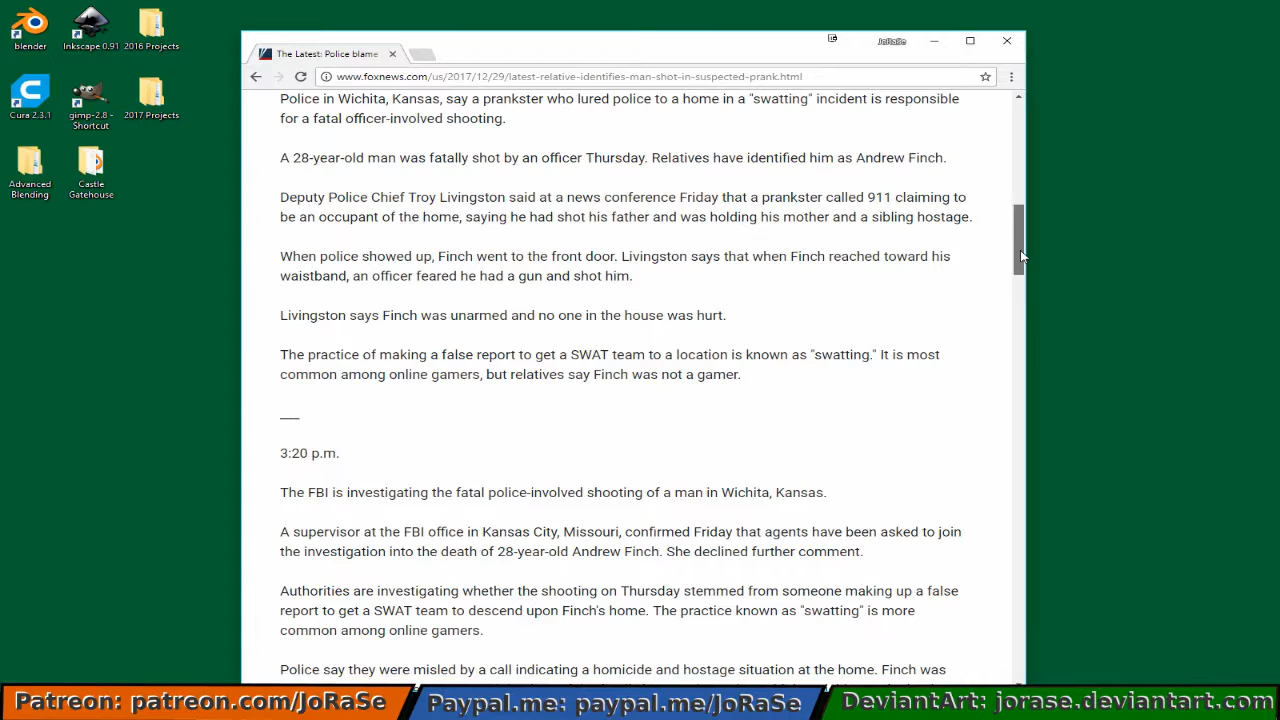 blender
Inkscape 0.91
2016 Projects
Cura 2.3.1
gimp-2.8 -
Shortcut
2017 Projects
Advanced
Blending
Castle
Gatehouse
The Latest: Police blame
JoRaSe
www.foxnews.com/us/2017/12/29/latest-relative-identifies-man-shot-in-suspected-prank.html
Police in Wichita, Kansas, say a prankster who lured police to a home in a "swatting" incident is responsible
for a fatal officer-involved shooting.
A 28-year-old man was fatally shot by an officer Thursday. Relatives have identified him as Andrew Finch.
Deputy Police Chief Troy Livingston said at a news conference Friday that a prankster called 911 claiming to
be an occupant of the home, saying he had shot his father and was holding his mother and a sibling hostage.
When police showed up, Finch went to the front door. Livingston says that when Finch reached toward his
waistband, an officer feared he had a gun and shot him.
Livingston says Finch was unarmed and no one in the house was hurt.
The practice of making a false report to get a SWAT team to a location is known as "swatting." It is most
common among online gamers, but relatives say Finch was not a gamer.
___
3:20 p.m.
The FBI is investigating the fatal police-involved shooting of a man in Wichita, Kansas.
A supervisor at the FBI office in Kansas City, Missouri, confirmed Friday that agents have been asked to join
the investigation into the death of 28-year-old Andrew Finch. She declined further comment.
Authorities are investigating whether the shooting on Thursday stemmed from someone making up a false
report to get a SWAT team to descend upon Finch's home. The practice known as "swatting" is more
common among online gamers.
Police say they were misled by a call indicating a homicide and hostage situation at the home. Finch was
Patreon: patreon.com/JoRaSe
Paypal.me: paypal.me/JoRaSe
DeviantArt: jorase.deviantart.com